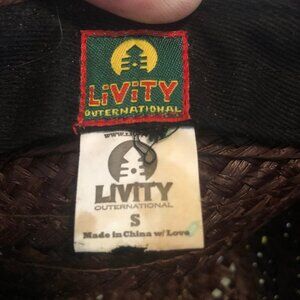 LiViTY
OUTERNATIONAL
LIVITY
OUTERNATIONAL
S
Made in China w/ Love